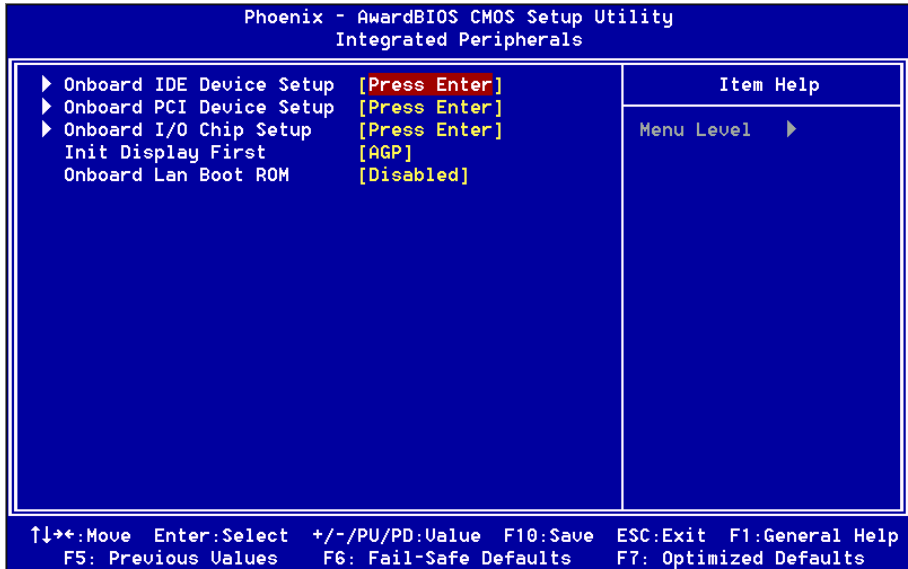 Phoenix - AwardBIOS CMOS Setup Utility
Integrated Peripherals
Onboard IDE Device Setup [Press Enter]
Onboard PCI Device Setup [Press Enter]
Onboard I/O Chip Setup [Press Enter]
Init Display First [AGP]
Onboard Lan Boot ROM [Disabled]
Item Help
Menu Level
↑↓→←:Move Enter:Select +/-/PU/PD:Value F10:Save ESC:Exit F1:General Help
F5: Previous Values F6: Fail-Safe Defaults F7: Optimized Defaults